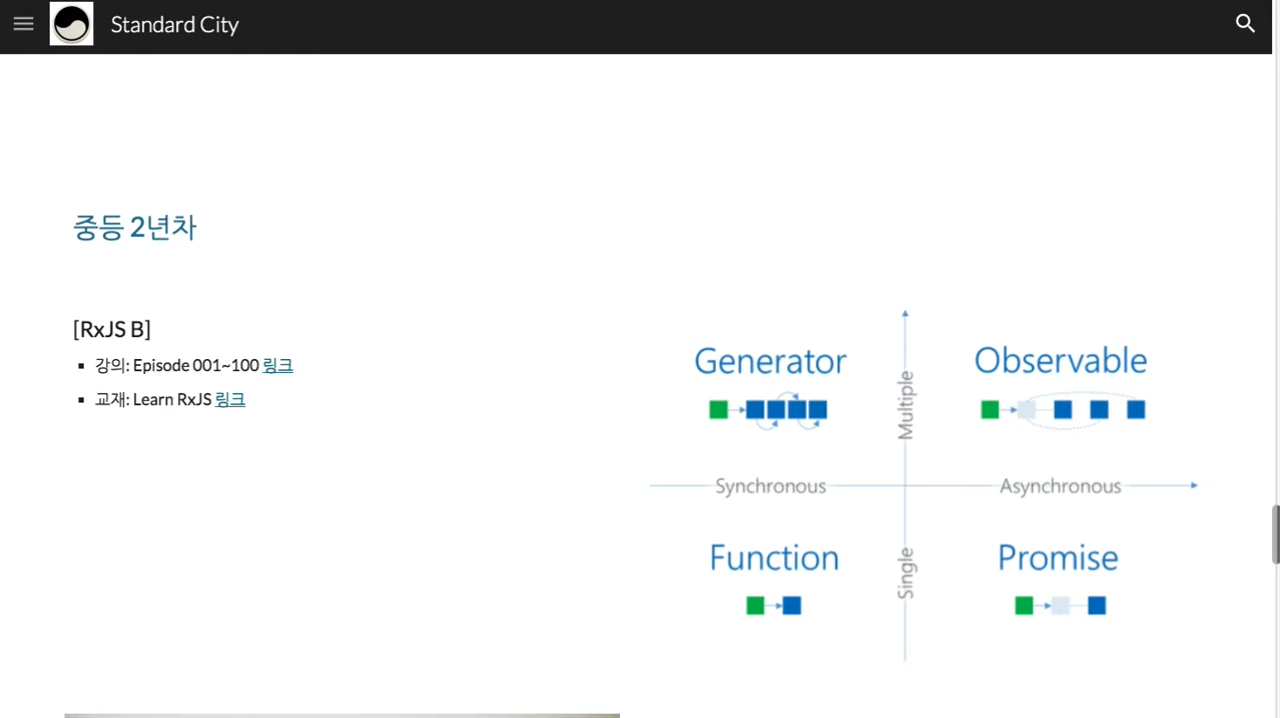 Standard City
중등 2년차
[RxJS B]
강의: Episode 001~100 링크
교재: Learn RxJS 링크
Generator
Multiple
Observable
Synchronous
Asynchronous
Function
Single
Promise